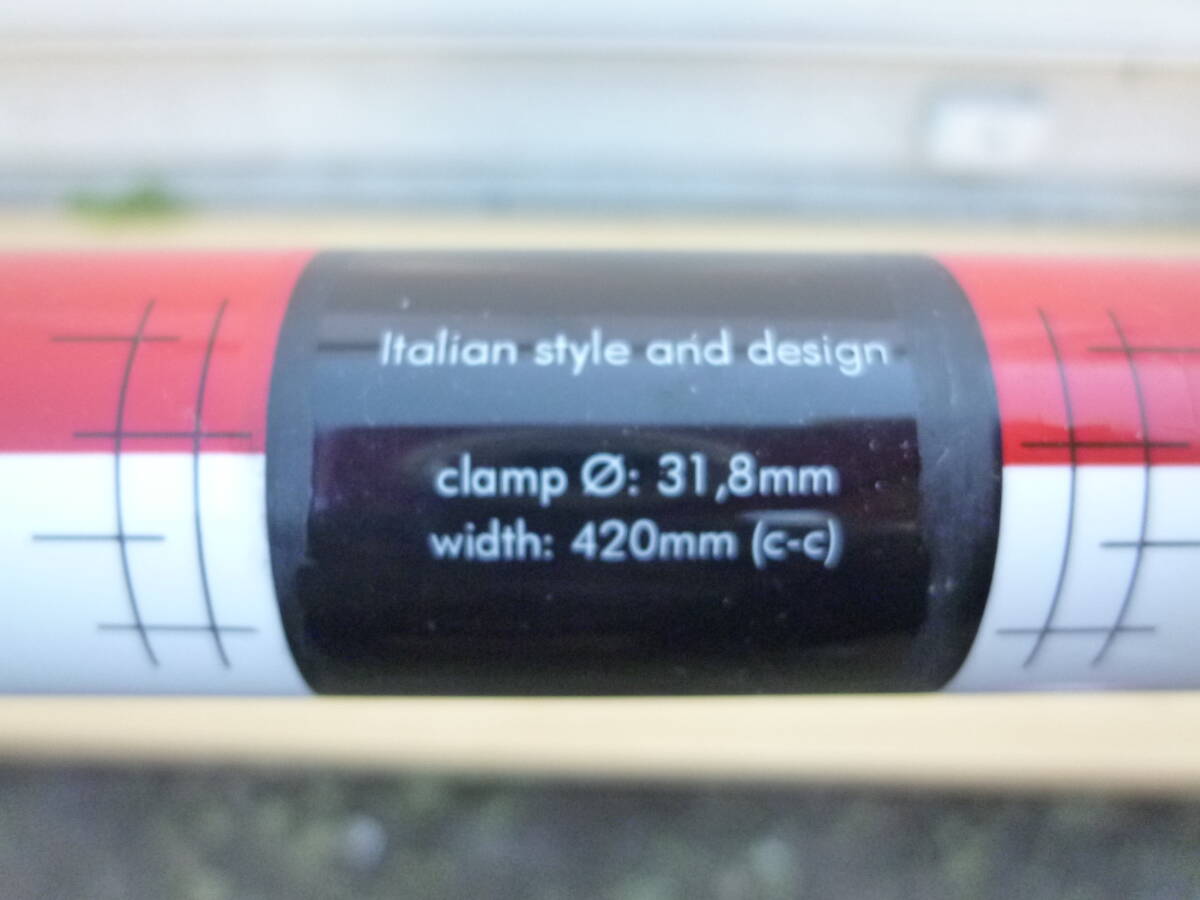 Italian style and design
clamp Ø: 31,8mm
width: 420mm (c-c)